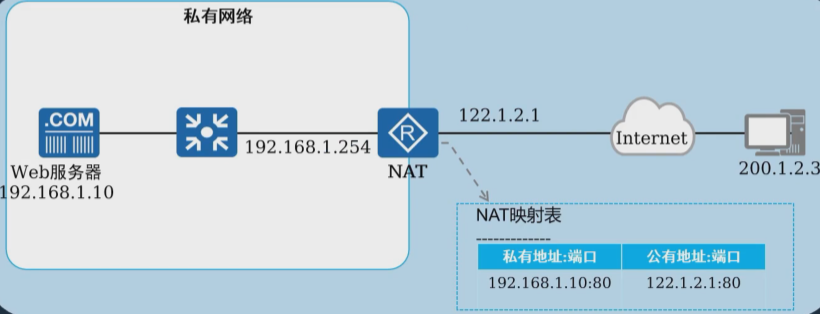 私有网络
.COM
122.1.2.1
R
Internet
192.168.1.254
Web服务器
NAT
200.1.2.3
192.168.1.10
NAT映射表
-------------
私有地址:端口 公有地址:端口
192.168.1.10:80 122.1.2.1:80